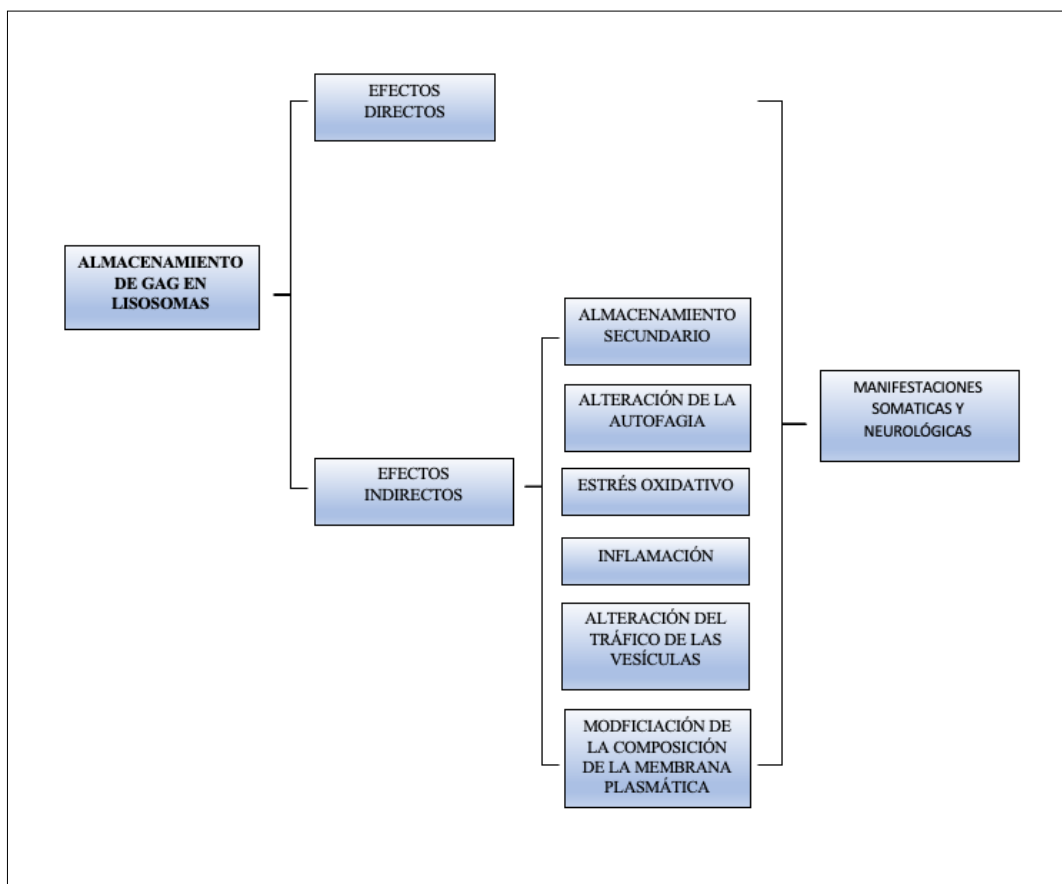 EFECTOS
DIRECTOS
ALMACENAMIENTO
DE GAG EN
LISOSOMAS
EFECTOS
INDIRECTOS
ALMACENAMIENTO
SECUNDARIO
ALTERACIÓN DE LA
AUTOFAGIA
ESTRÉS OXIDATIVO
INFLAMACIÓN
ALTERACIÓN DEL
TRÁFICO DE LAS
VESÍCULAS
MODFICIACIÓN DE
LA COMPOSICIÓN
DE LA MEMBRANA
PLASMÁTICA
MANIFESTACIONES
SOMATICAS Y
NEUROLÓGICAS